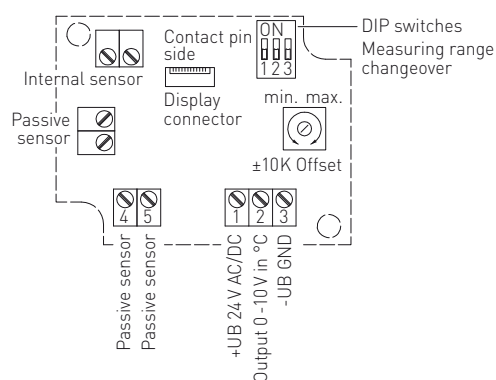 Contact pin
side
ON
1 2 3
DIP switches
Measuring range
changeover
Internal sensor
Display
connector
Passive
sensor
min. max.
±10K Offset
4 5
1 2 3
Passive sensor
Passive sensor
+UB 24V AC/DC
Output 0-10V in °C
-UB GND